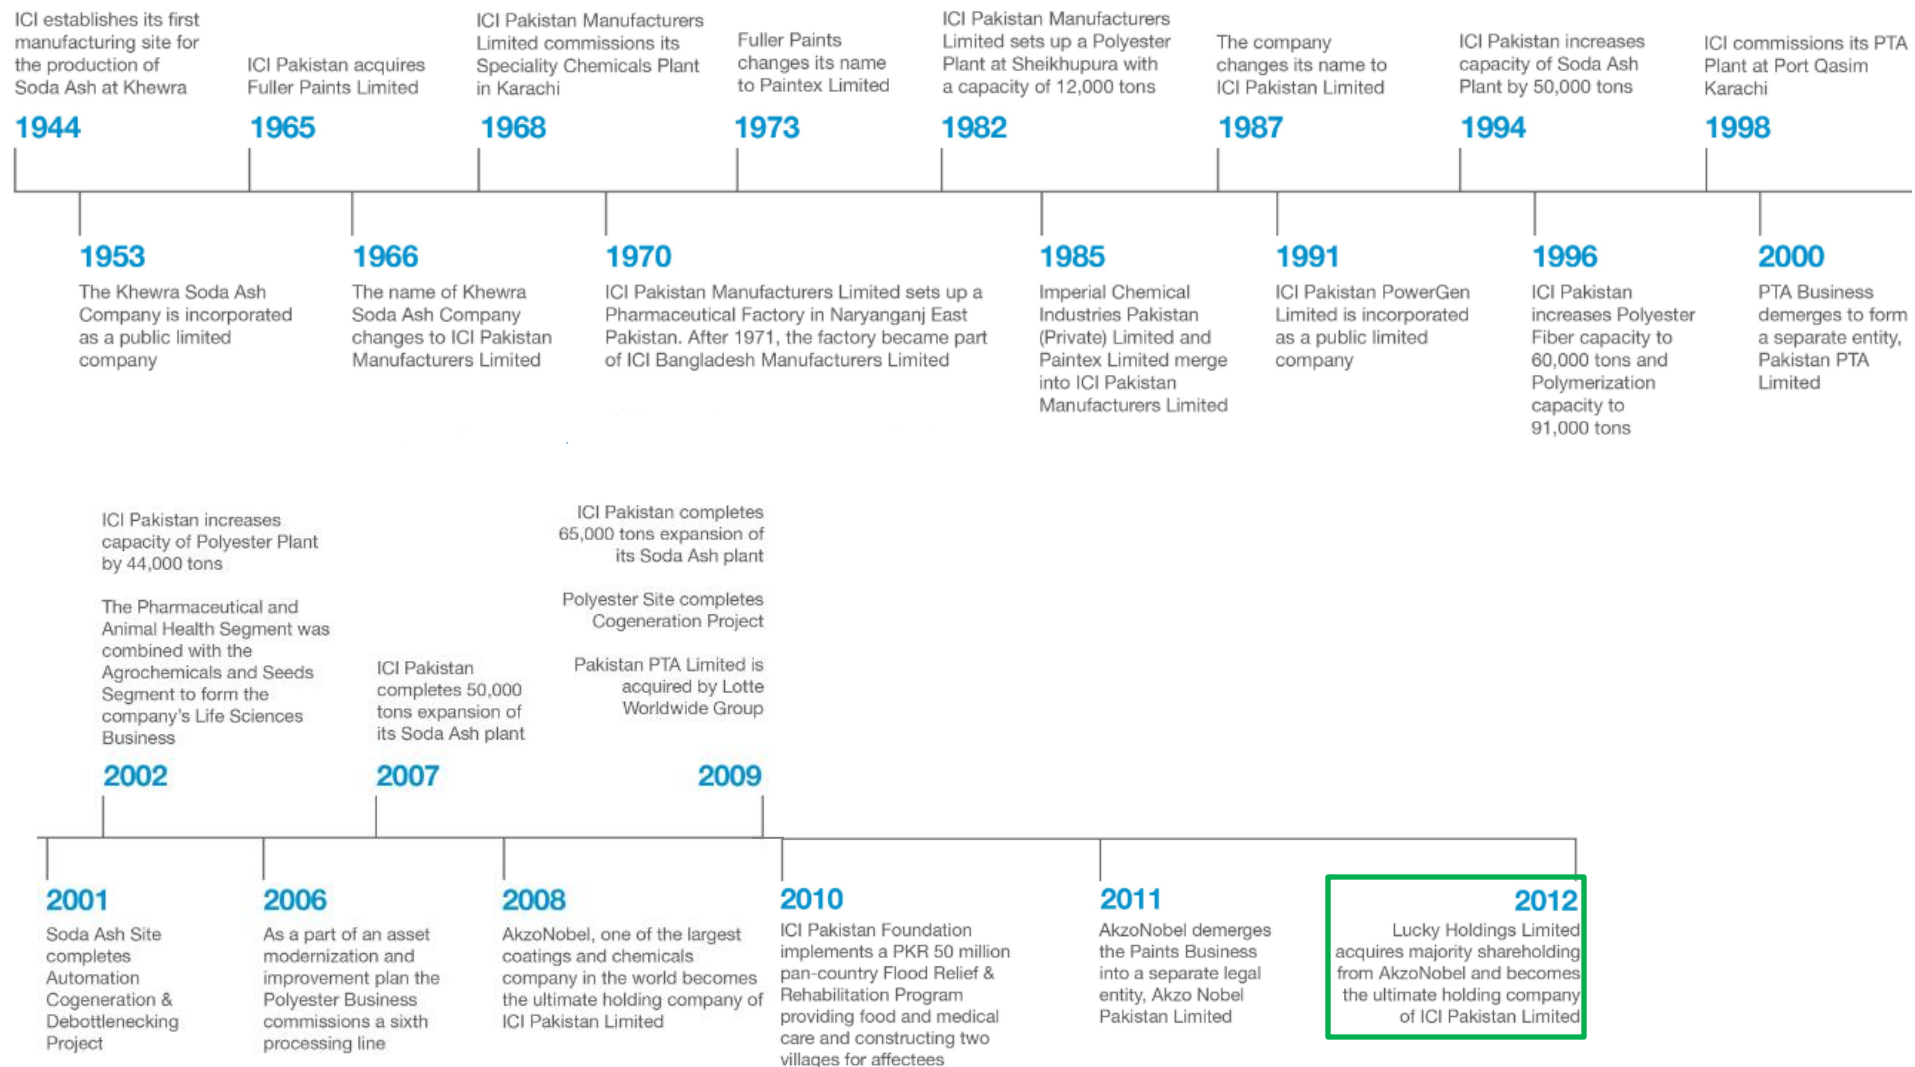 ICI establishes its first
manufacturing site for
the production of
Soda Ash at Khewra
1944
ICI Pakistan acquires
Fuller Paints Limited
1965
ICI Pakistan Manufacturers
Limited commissions its
Speciality Chemicals Plant
in Karachi
1968
Fuller Paints
changes its name
to Paintex Limited
1973
ICI Pakistan Manufacturers
Limited sets up a Polyester
Plant at Sheikhupura with
a capacity of 12,000 tons
1982
The company
changes its name to
ICI Pakistan Limited
1987
ICI Pakistan increases
capacity of Soda Ash
Plant by 50,000 tons
1994
ICI commissions its PTA
Plant at Port Qasim
Karachi
1998
1953
The Khewra Soda Ash
Company is incorporated
as a public limited
company
1966
The name of Khewra
Soda Ash Company
changes to ICI Pakistan
Manufacturers Limited
1970
ICI Pakistan Manufacturers Limited sets up a
Pharmaceutical Factory in Naryanganj East
Pakistan. After 1971, the factory became part
of ICI Bangladesh Manufacturers Limited
1985
Imperial Chemical
Industries Pakistan
(Private) Limited and
Paintex Limited merge
into ICI Pakistan
Manufacturers Limited
1991
ICI Pakistan PowerGen
Limited is incorporated
as a public limited
company
1996
ICI Pakistan
increases Polyester
Fiber capacity to
60,000 tons and
Polymerization
capacity to
91,000 tons
2000
PTA Business
demerges to form
a separate entity,
Pakistan PTA
Limited
ICI Pakistan increases
capacity of Polyester Plant
by 44,000 tons
The Pharmaceutical and
Animal Health Segment was
combined with the
Agrochemicals and Seeds
Segment to form the
company's Life Sciences
Business
2002
ICI Pakistan
completes 50,000
tons expansion of
its Soda Ash plant
2007
ICI Pakistan completes
65,000 tons expansion of
its Soda Ash plant
Polyester Site completes
Cogeneration Project
Pakistan PTA Limited is
acquired by Lotte
Worldwide Group
2009
2001
Soda Ash Site
completes
Automation
Cogeneration &
Debottlenecking
Project
2006
As a part of an asset
modernization and
improvement plan the
Polyester Business
commissions a sixth
processing line
2008
AkzoNobel, one of the largest
coatings and chemicals
company in the world becomes
the ultimate holding company of
ICI Pakistan Limited
2010
ICI Pakistan Foundation
implements a PKR 50 million
pan-country Flood Relief &
Rehabilitation Program
providing food and medical
care and constructing two
villages for affectees
2011
AkzoNobel demerges
the Paints Business
into a separate legal
entity, Akzo Nobel
Pakistan Limited
2012
Lucky Holdings Limited
acquires majority shareholding
from AkzoNobel and becomes
the ultimate holding company
of ICI Pakistan Limited